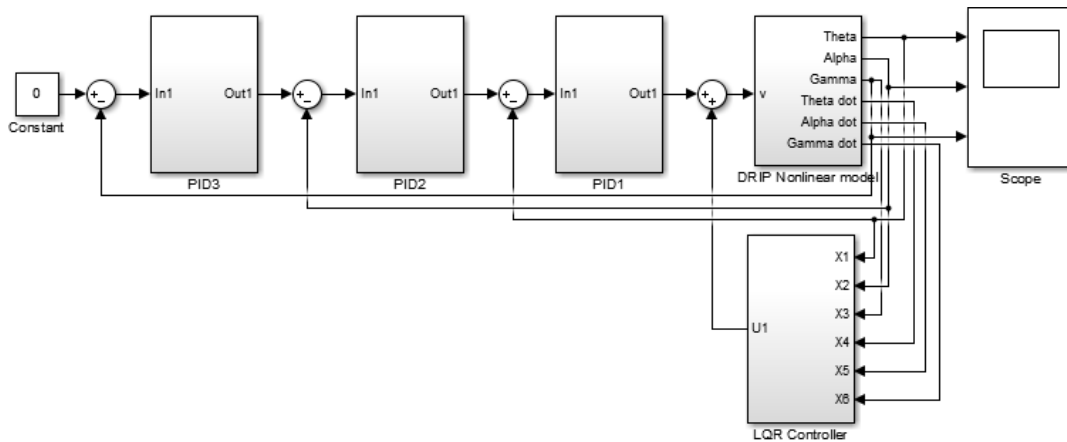 0
Constant
In1
Out1
PID3
In1
Out1
PID2
In1
Out1
PID1
v
Theta
Alpha
Gamma
Theta dot
Alpha dot
Gamma dot
DRIP Nonlinear model
Scope
X1
X2
X3
X4
X5
X6
U1
LQR Controller